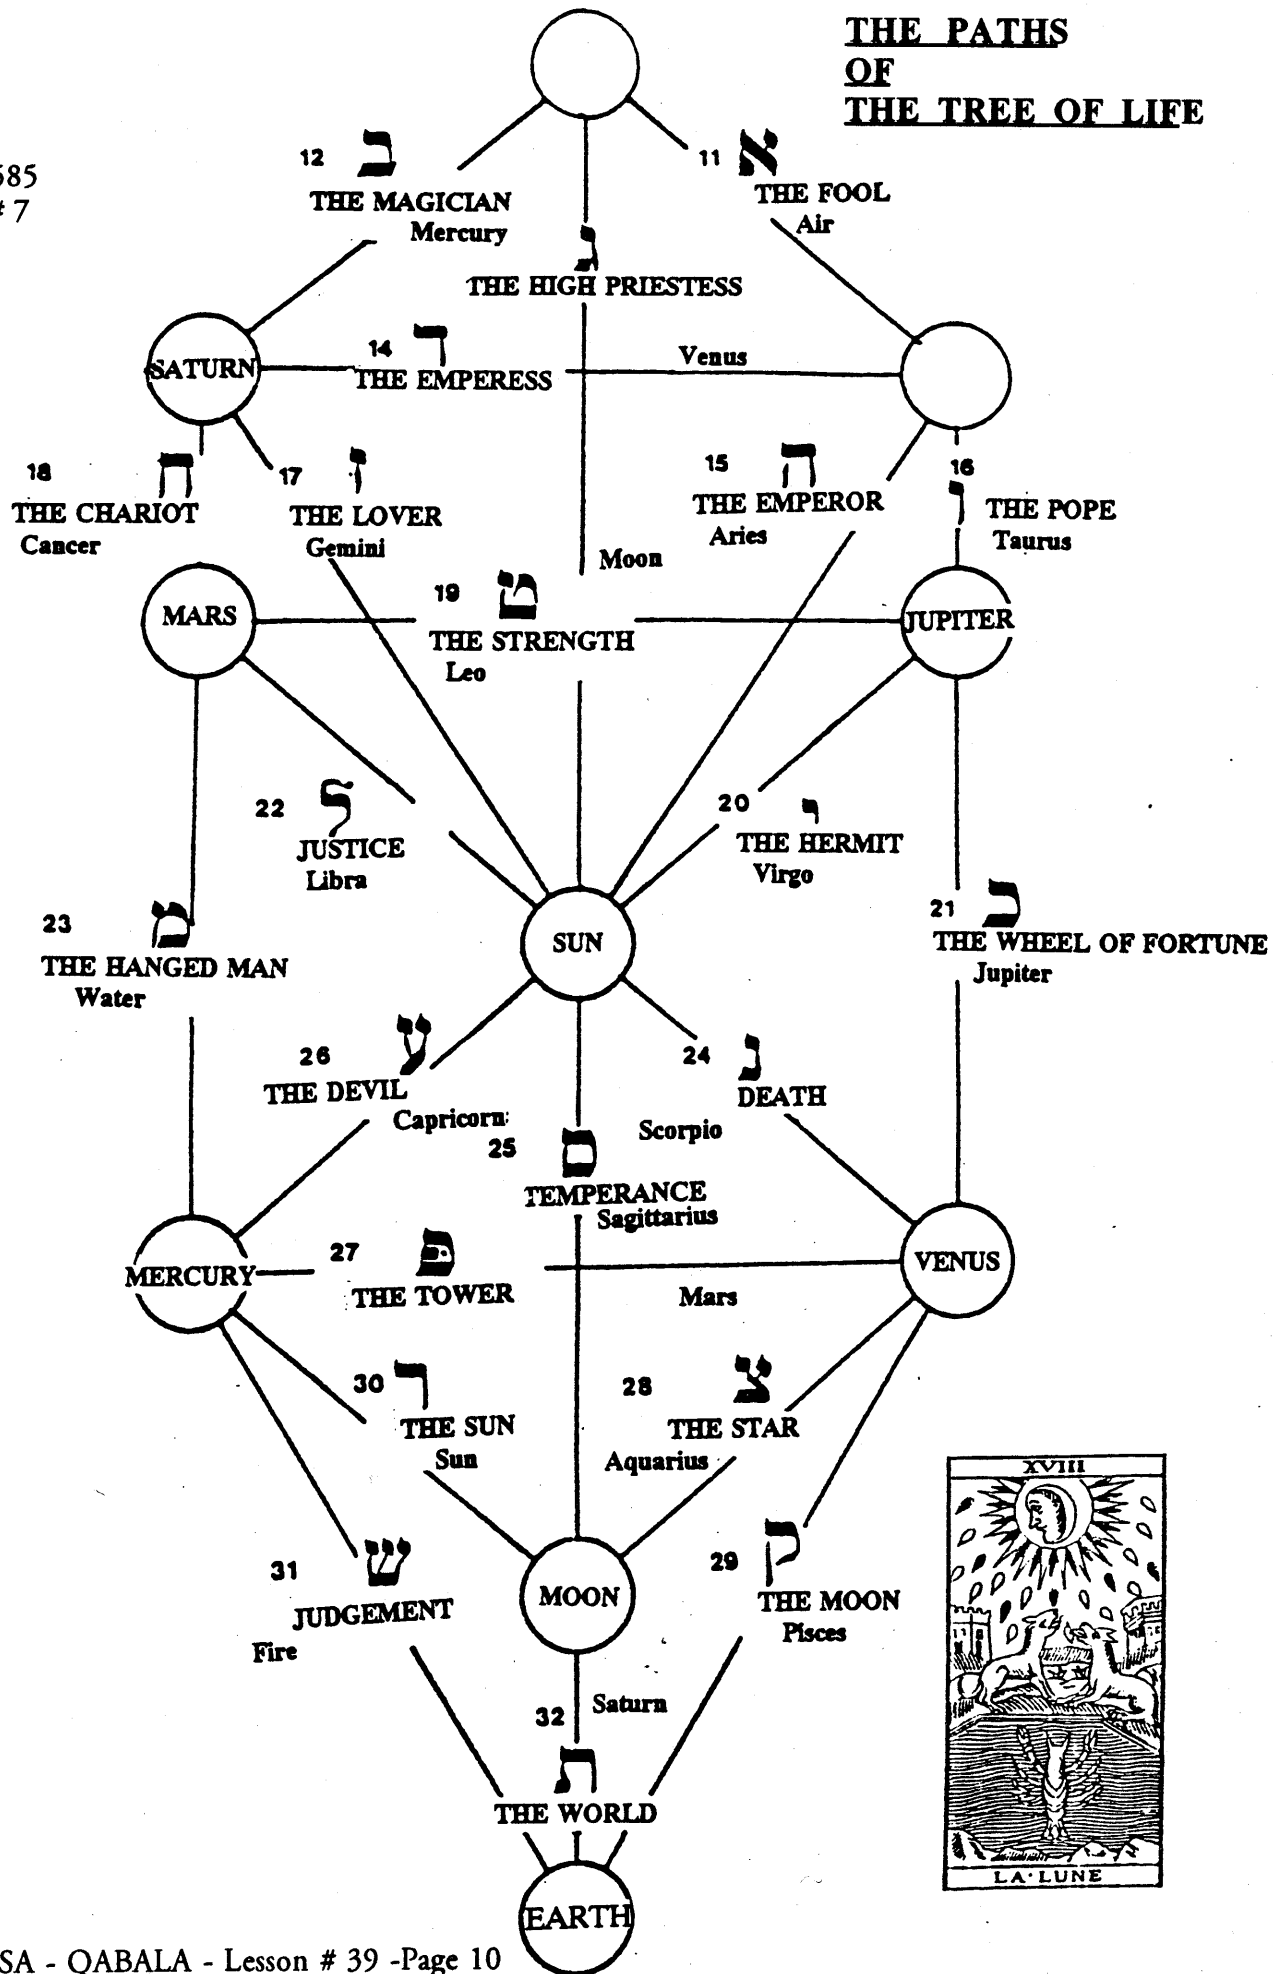 THE PATHS
OF
THE TREE OF LIFE
585
# 7
12 ב
THE MAGICIAN
Mercury
11 א
THE FOOL
Air
ג
THE HIGH PRIESTESS
SATURN
14 ד
THE EMPERESS
Venus
18 ח
THE CHARIOT
Cancer
17 ו
THE LOVER
Gemini
15 ה
THE EMPEROR
Aries
16
ו
THE POPE
Taurus
Moon
MARS
19 ט
THE STRENGTH
Leo
JUPITER
22 ל
JUSTICE
Libra
20 י
THE HERMIT
Virgo
23 מ
THE HANGED MAN
Water
SUN
21 כ
THE WHEEL OF FORTUNE
Jupiter
26 ע
THE DEVIL
Capricorn
24 נ
DEATH
Scorpio
25 ס
TEMPERANCE
Sagittarius
MERCURY
27 פ
THE TOWER
Mars
VENUS
30 ר
THE SUN
Sun
28 צ
THE STAR
Aquarius
31 ש
JUDGEMENT
Fire
MOON
29 ק
THE MOON
Pisces
32
Saturn
ת
THE WORLD
EARTH
XVIII
LA·LUNE
SA - QABALA - Lesson # 39 -Page 10